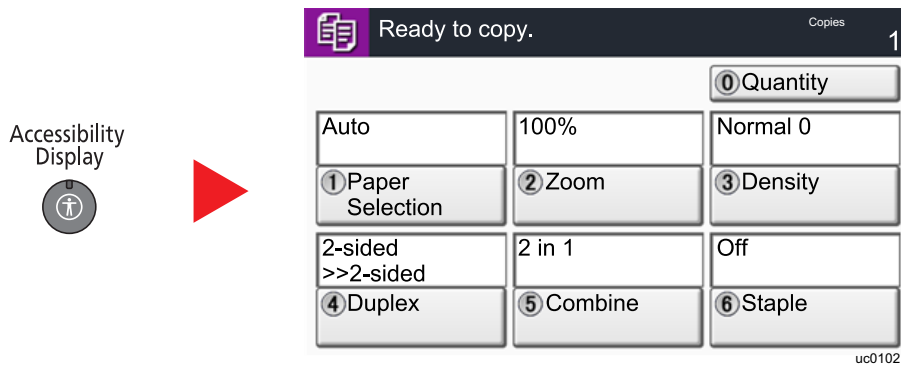 Ready to copy.
Copies
1
0 Quantity
Accessibility
Display
Auto
100%
Normal 0
1 Paper
Selection
2 Zoom
3 Density
2-sided
>>2-sided
2 in 1
Off
4 Duplex
5 Combine
6 Staple
uc0102